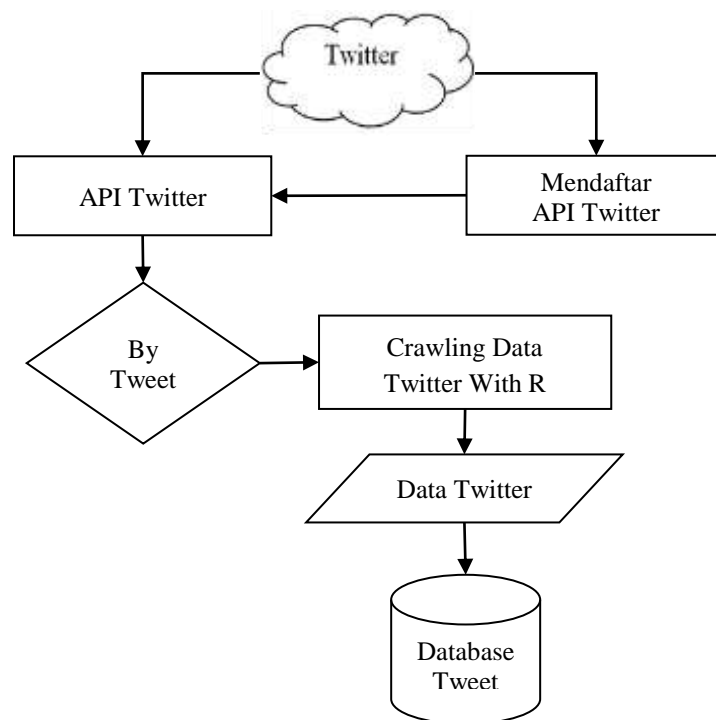 Twitter
API Twitter
Mendaftar
API Twitter
By
Tweet
Crawling Data
Twitter With R
Data Twitter
Database
Tweet